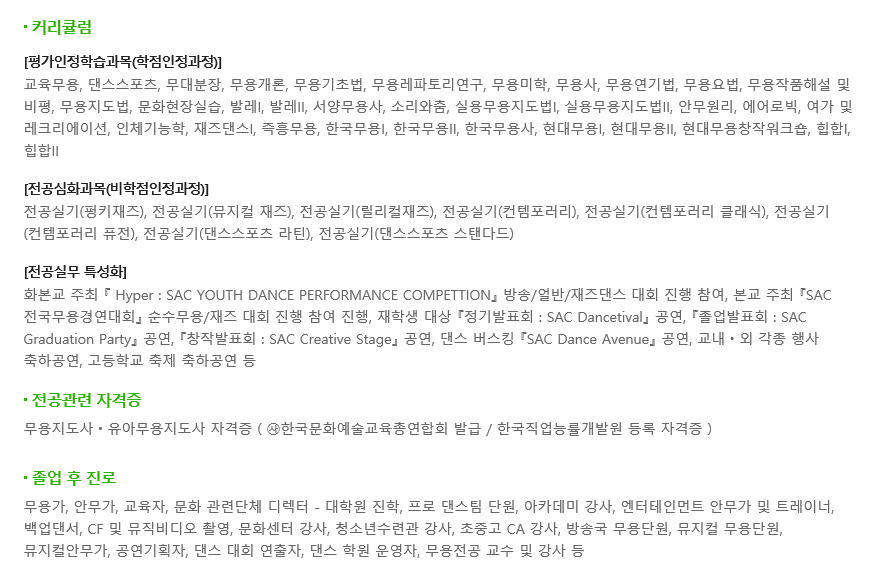 · 커리큘럼
[평가인정학습과목(학점인정과정)]
교육무용, 댄스스포츠, 무대분장, 무용개론, 무용기초법, 무용레파토리연구, 무용미학, 무용사, 무용연기법, 무용요법, 무용작품해설 및
비평, 무용지도법, 문화현장실습, 발레I, 발레II, 서양무용사, 소리와춤, 실용무용지도법I, 실용무용지도법II, 안무원리, 에어로빅, 여가 및
레크리에이션, 인체기능학, 재즈댄스I, 즉흥무용, 한국무용I, 한국무용II, 한국무용사, 현대무용I, 현대무용II, 현대무용창작워크숍, 힙합I,
힙합II
[전공심화과목(비학점인정과정)]
전공실기(펑키재즈), 전공실기(뮤지컬 재즈), 전공실기(릴리컬재즈), 전공실기(컨템포러리), 전공실기(컨템포러리 클래식), 전공실기
(컨템포러리 퓨전), 전공실기(댄스스포츠 라틴), 전공실기(댄스스포츠 스탠다드)
[전공실무 특성화]
화본교 주최 『 Hyper : SAC YOUTH DANCE PERFORMANCE COMPETTION』 방송/얼반/재즈댄스 대회 진행 참여, 본교 주최 『SAC
전국무용경연대회』 순수무용/재즈 대회 진행 참여 진행, 재학생 대상 『정기발표회 : SAC Dancetival』 공연, 『졸업발표회 : SAC
Graduation Party』 공연, 『창작발표회 : SAC Creative Stage』 공연, 댄스 버스킹 『SAC Dance Avenue』 공연, 교내・외 각종 행사
축하공연, 고등학교 축제 축하공연 등
· 전공관련 자격증
무용지도사・유아무용지도사 자격증 ( ㉴한국문화예술교육총연합회 발급 / 한국직업능률개발원 등록 자격증 )
· 졸업 후 진로
무용가, 안무가, 교육자, 문화 관련단체 디렉터 - 대학원 진학, 프로 댄스팀 단원, 아카데미 강사, 엔터테인먼트 안무가 및 트레이너,
백업댄서, CF 및 뮤직비디오 촬영, 문화센터 강사, 청소년수련관 강사, 초중고 CA 강사, 방송국 무용단원, 뮤지컬 무용단원,
뮤지컬안무가, 공연기획자, 댄스 대회 연출자, 댄스 학원 운영자, 무용전공 교수 및 강사 등